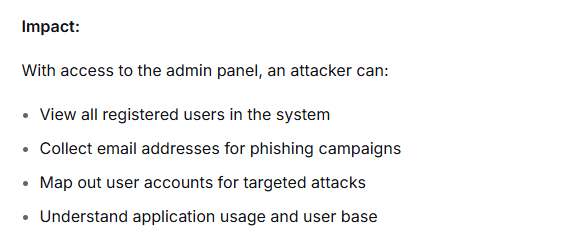 Impact:
With access to the admin panel, an attacker can:
• View all registered users in the system
• Collect email addresses for phishing campaigns
• Map out user accounts for targeted attacks
• Understand application usage and user base